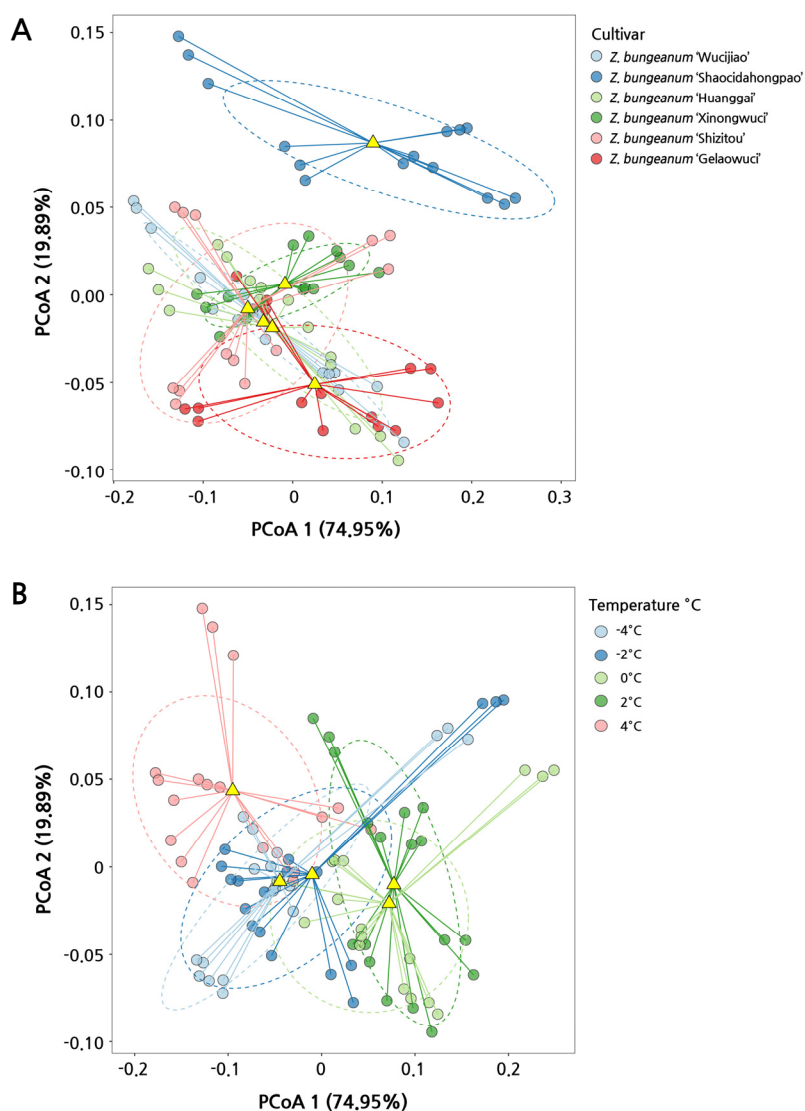 A
Cultivar
Z. bungeanum ‘Wucijiao’
Z. bungeanum ‘Shaocidahongpao’
Z. bungeanum ‘Huanggai’
Z. bungeanum ‘Xinongwuci’
Z. bungeanum ‘Shizitou’
Z. bungeanum ‘Gelaowuci’
PCoA 2 (19.89%)
0.15
0.10
0.05
0.00
-0.05
-0.10
-0.2
-0.1
0
0.1
0.2
0.3
PCoA 1 (74.95%)
B
Temperature °C
-4°C
-2°C
0°C
2°C
4°C
PCoA 2 (19.89%)
0.15
0.10
0.05
0
-0.05
-0.10
-0.2
-0.1
0
0.1
0.2
PCoA 1 (74.95%)